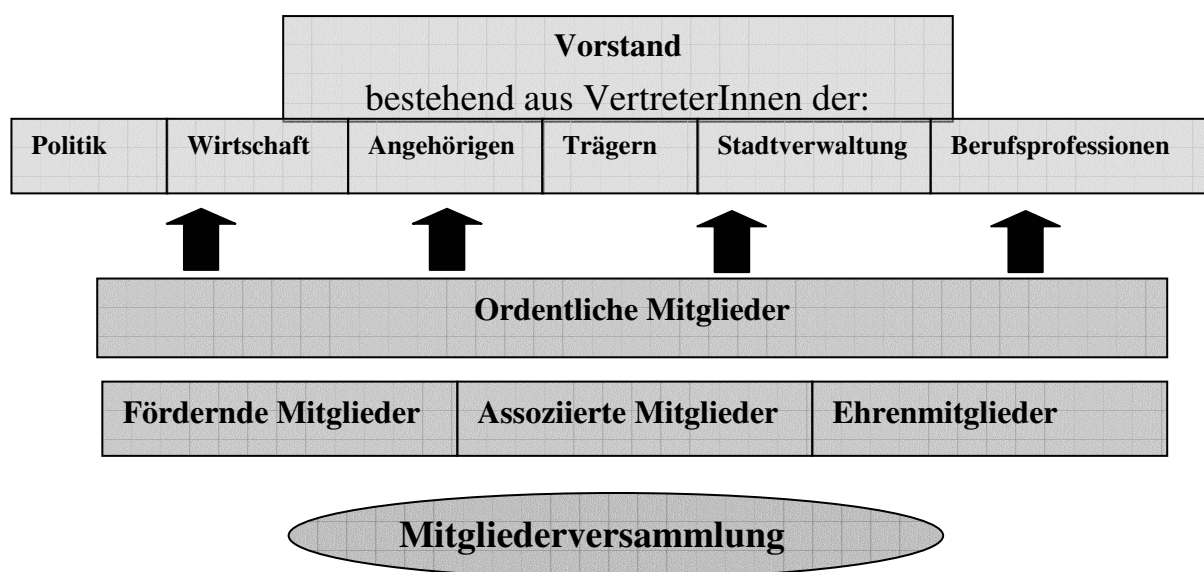 Vorstand
bestehend aus VertreterInnen der:
Politik Wirtschaft Angehörigen Trägern Stadtverwaltung Berufsprofessionen
Ordentliche Mitglieder
Fördernde Mitglieder Assoziierte Mitglieder Ehrenmitglieder
Mitgliederversammlung